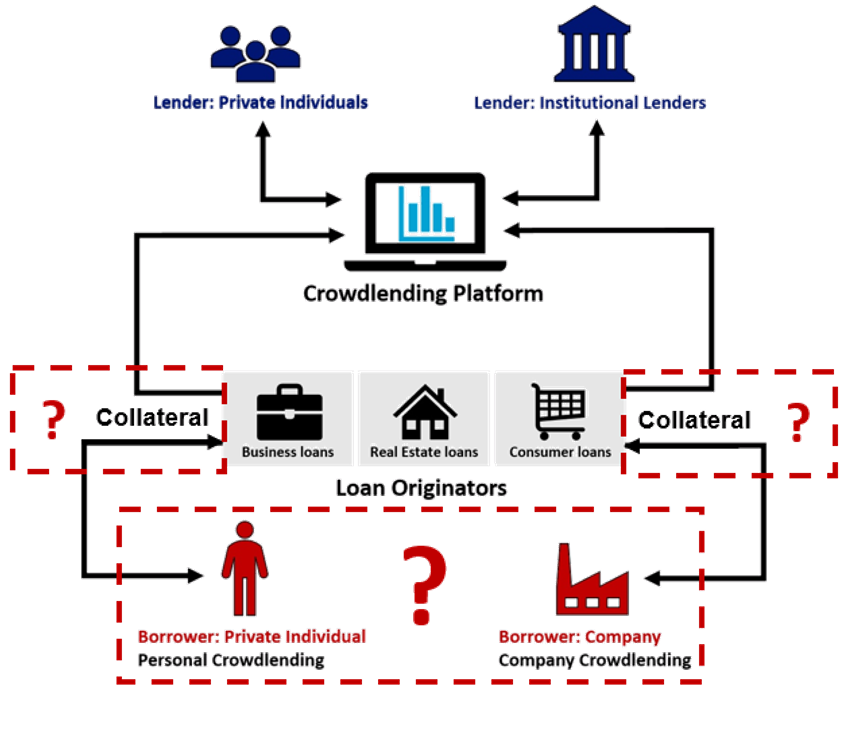 Lender: Private Individuals
Lender: Institutional Lenders
Crowdlending Platform
? Collateral
Collateral ?
Business loans
Real Estate loans
Consumer loans
Loan Originators
?
Borrower: Private Individual
Personal Crowdlending
Borrower: Company
Company Crowdlending